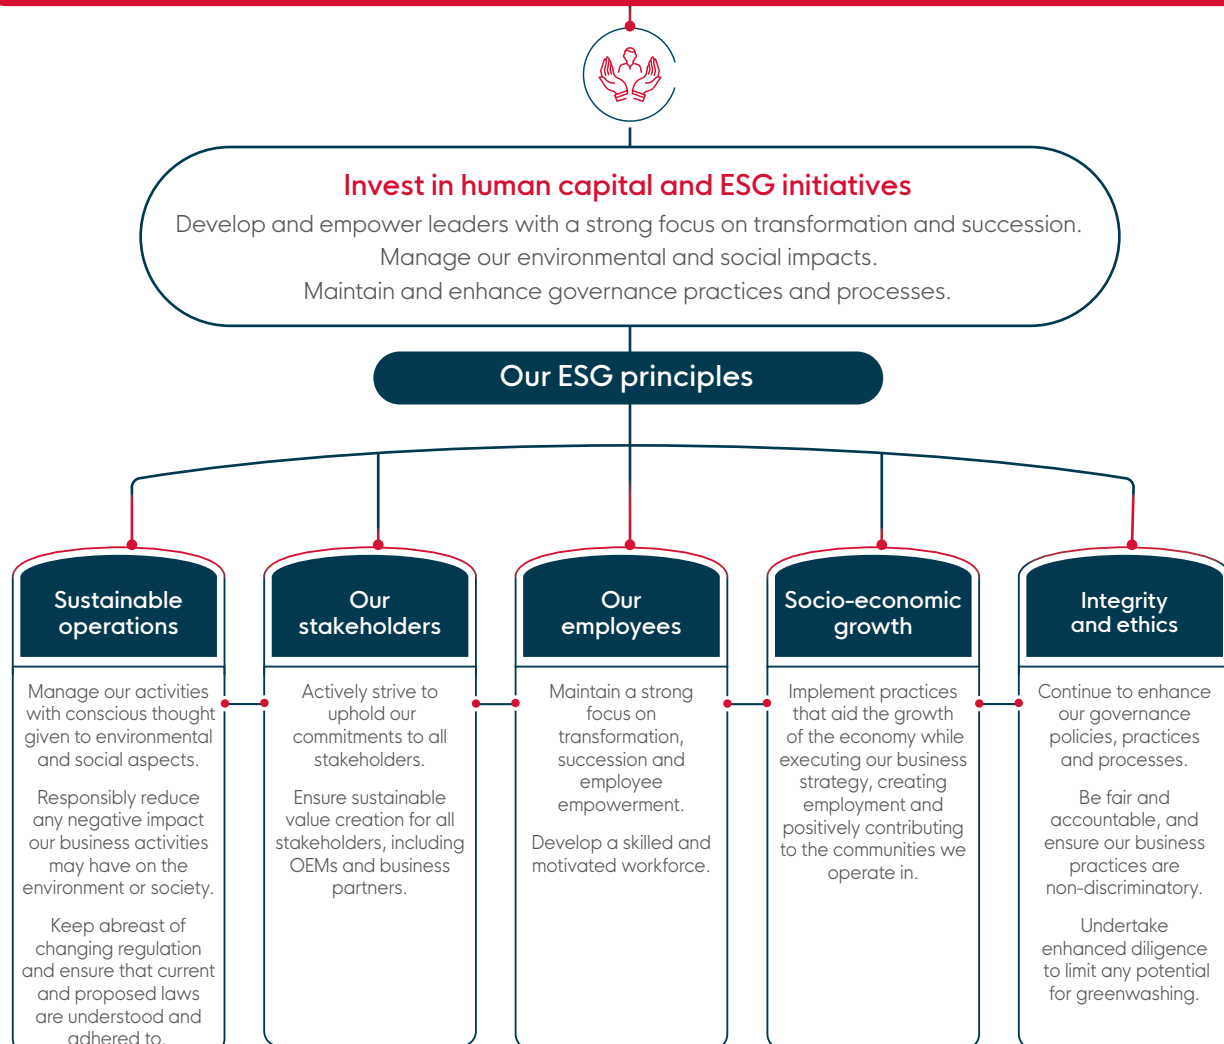 Invest in human capital and ESG initiatives
Develop and empower leaders with a strong focus on transformation and succession.
Manage our environmental and social impacts.
Maintain and enhance governance practices and processes.
Our ESG principles
Sustainable
operations
Manage our activities
with conscious thought
given to environmental
and social aspects.
Responsibly reduce
any negative impact
our business activities
may have on the
environment or society.
Keep abreast of
changing regulation
and ensure that current
and proposed laws
are understood and
adhered to.
Our
stakeholders
Actively strive to
uphold our
commitments to all
stakeholders.
Ensure sustainable
value creation for all
stakeholders, including
OEMs and business
partners.
Our
employees
Maintain a strong
focus on
transformation,
succession and
employee
empowerment.
Develop a skilled and
motivated workforce.
Socio-economic
growth
Implement practices
that aid the growth
of the economy while
executing our business
strategy, creating
employment and
positively contributing
to the communities we
operate in.
Integrity
and ethics
Continue to enhance
our governance
policies, practices
and processes.
Be fair and
accountable, and
ensure our business
practices are
non-discriminatory.
Undertake
enhanced diligence
to limit any potential
for greenwashing.